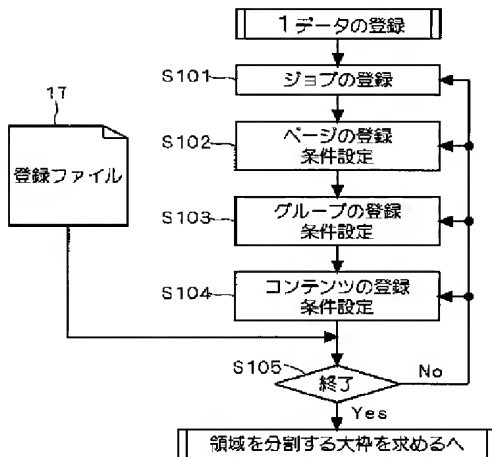 1 データの登録
S101
ジョブの登録
17
S102
ページの登録
条件設定
登録ファイル
S103
グループの登録
条件設定
S104
コンテンツの登録
条件設定
S105
終了
No
Yes
領域を分割する大枠を求めるへ